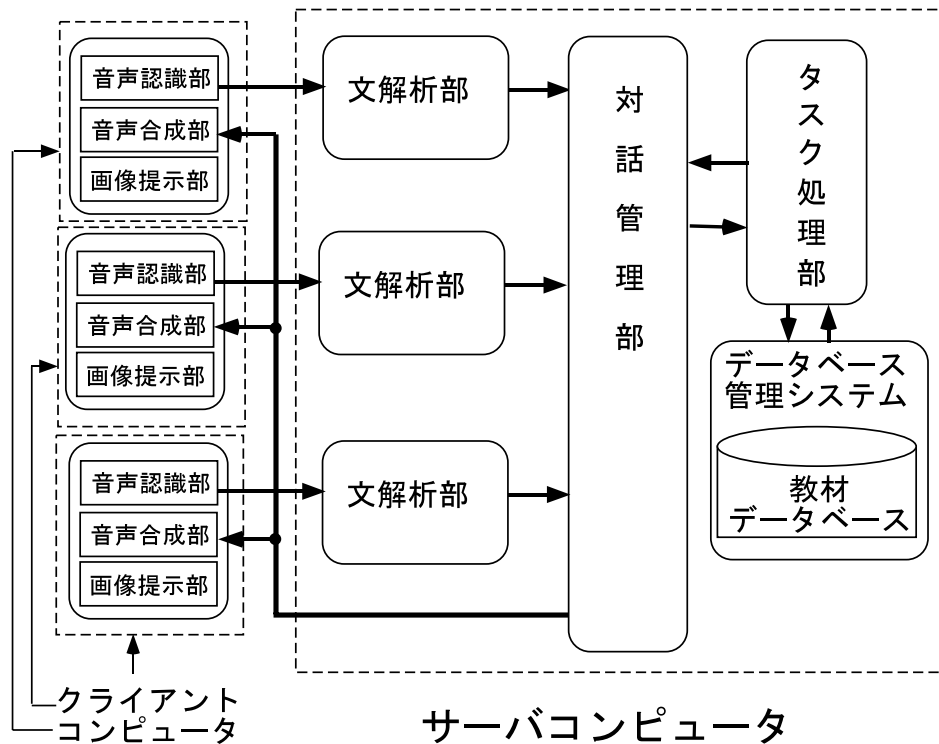 音声認識部
音声合成部
画像提示部
音声認識部
音声合成部
画像提示部
音声認識部
音声合成部
画像提示部
クライアント
コンピュータ
文解析部
文解析部
文解析部
対話管理部
タスク処理部
データベース
管理システム
教材
データベース
サーバコンピュータ